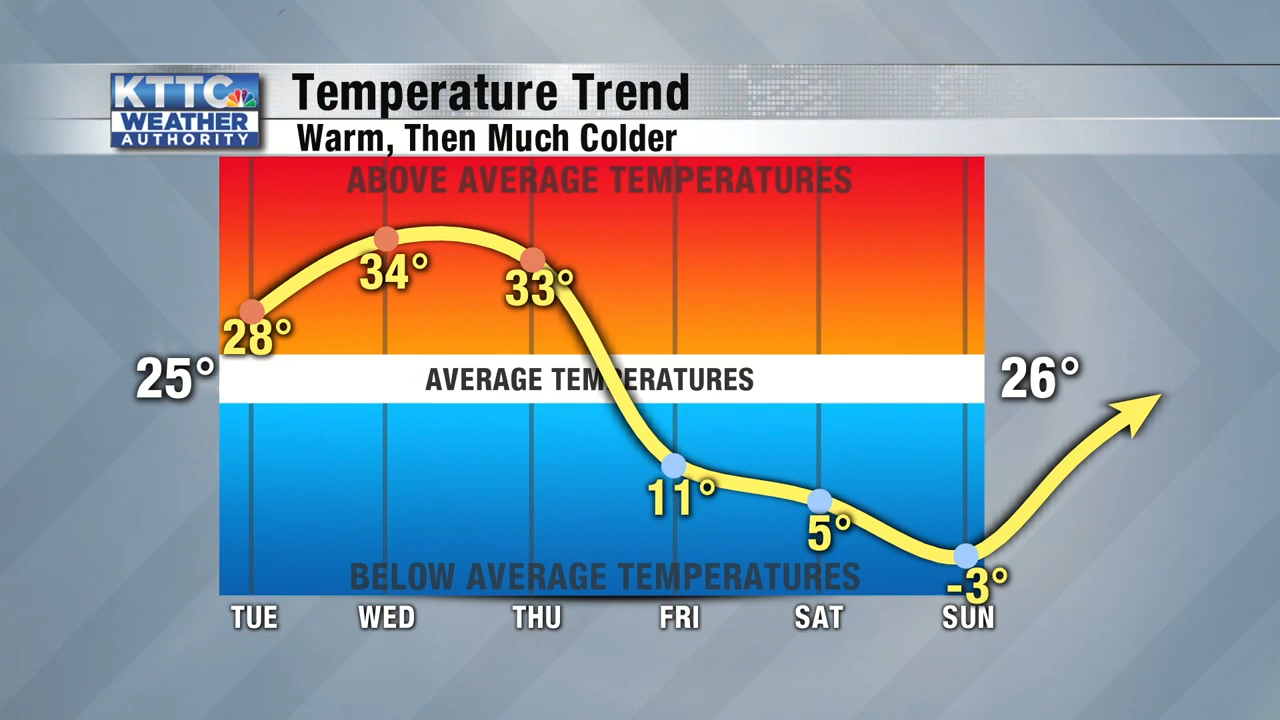 KTTC
WEATHER
AUTHORITY
Temperature Trend
Warm, Then Much Colder
ABOVE AVERAGE TEMPERATURES
34°
33°
28°
25°
AVERAGE TEMPERATURES
26°
11°
5°
BELOW AVERAGE TEMPERATURES
-3°
TUE WED THU FRI SAT SUN